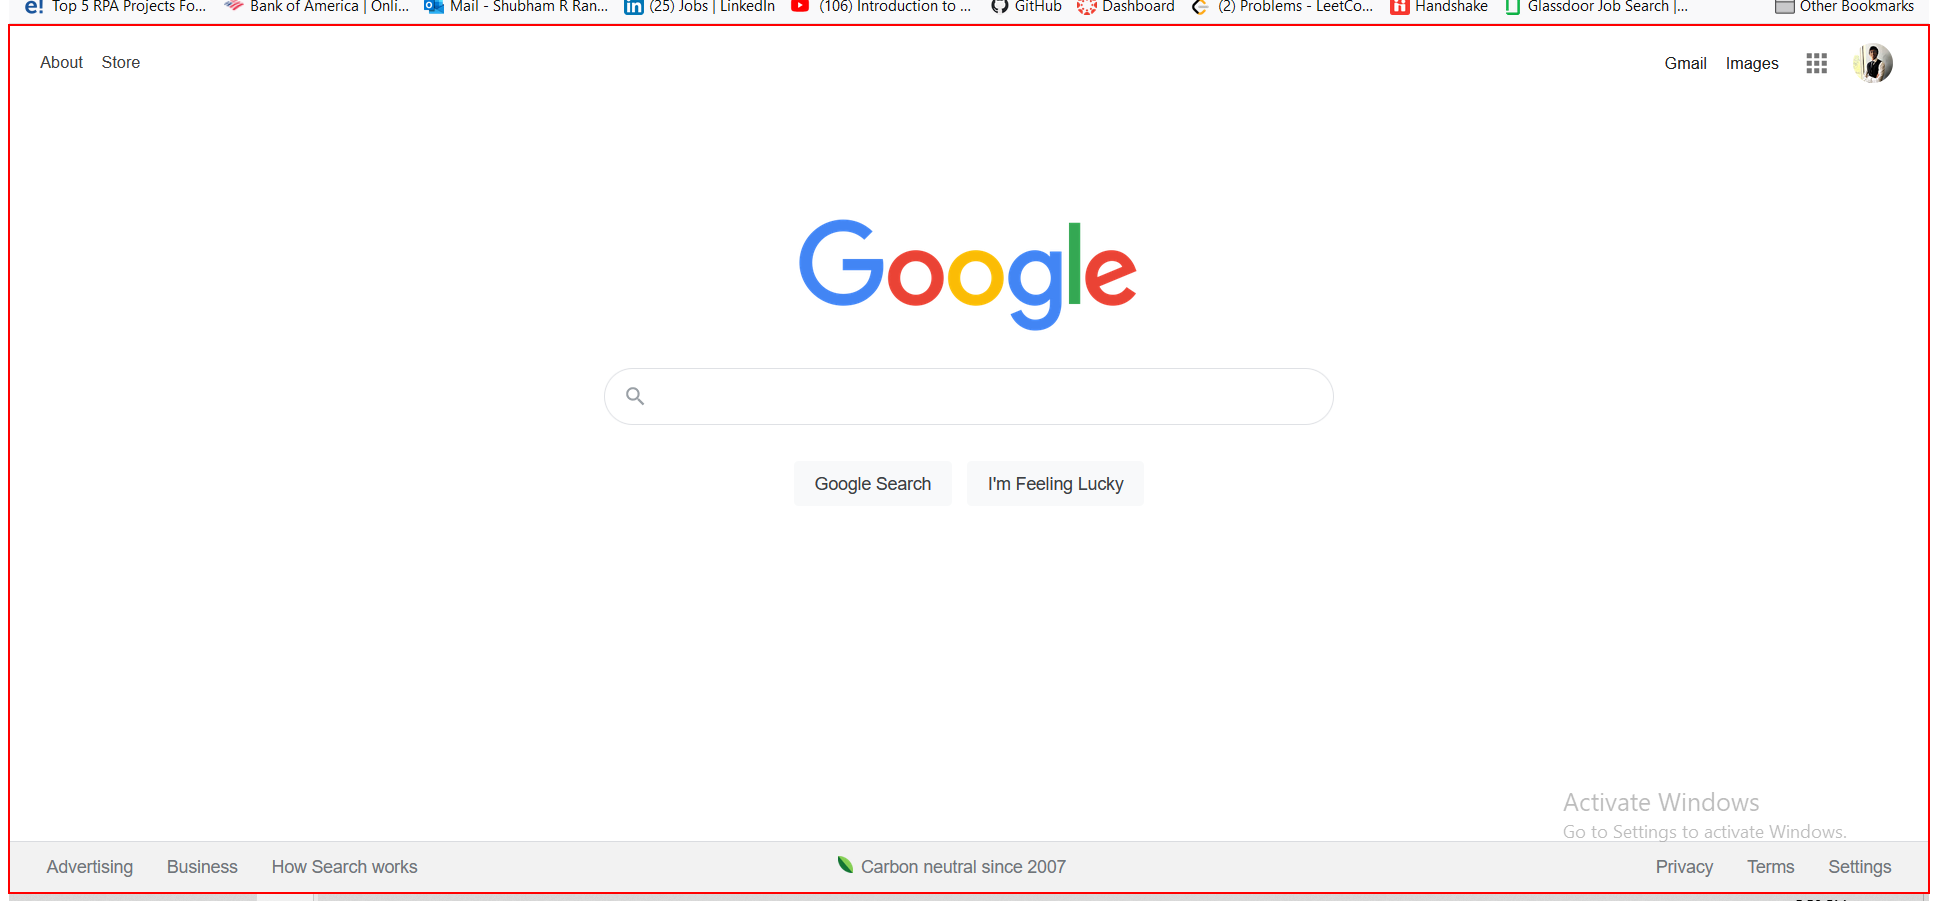 e! Top 5 RPA Projects Fo... Bank of America | Onli... Mail - Shubham R Ran... in (25) Jobs | LinkedIn (106) Introduction to ... GitHub Dashboard (2) Problems - LeetCo... Handshake Glassdoor Job Search |... Other Bookmarks
About Store Gmail Images
Google
Google Search I'm Feeling Lucky
Activate Windows
Go to Settings to activate Windows.
Advertising Business How Search works Carbon neutral since 2007 Privacy Terms Settings